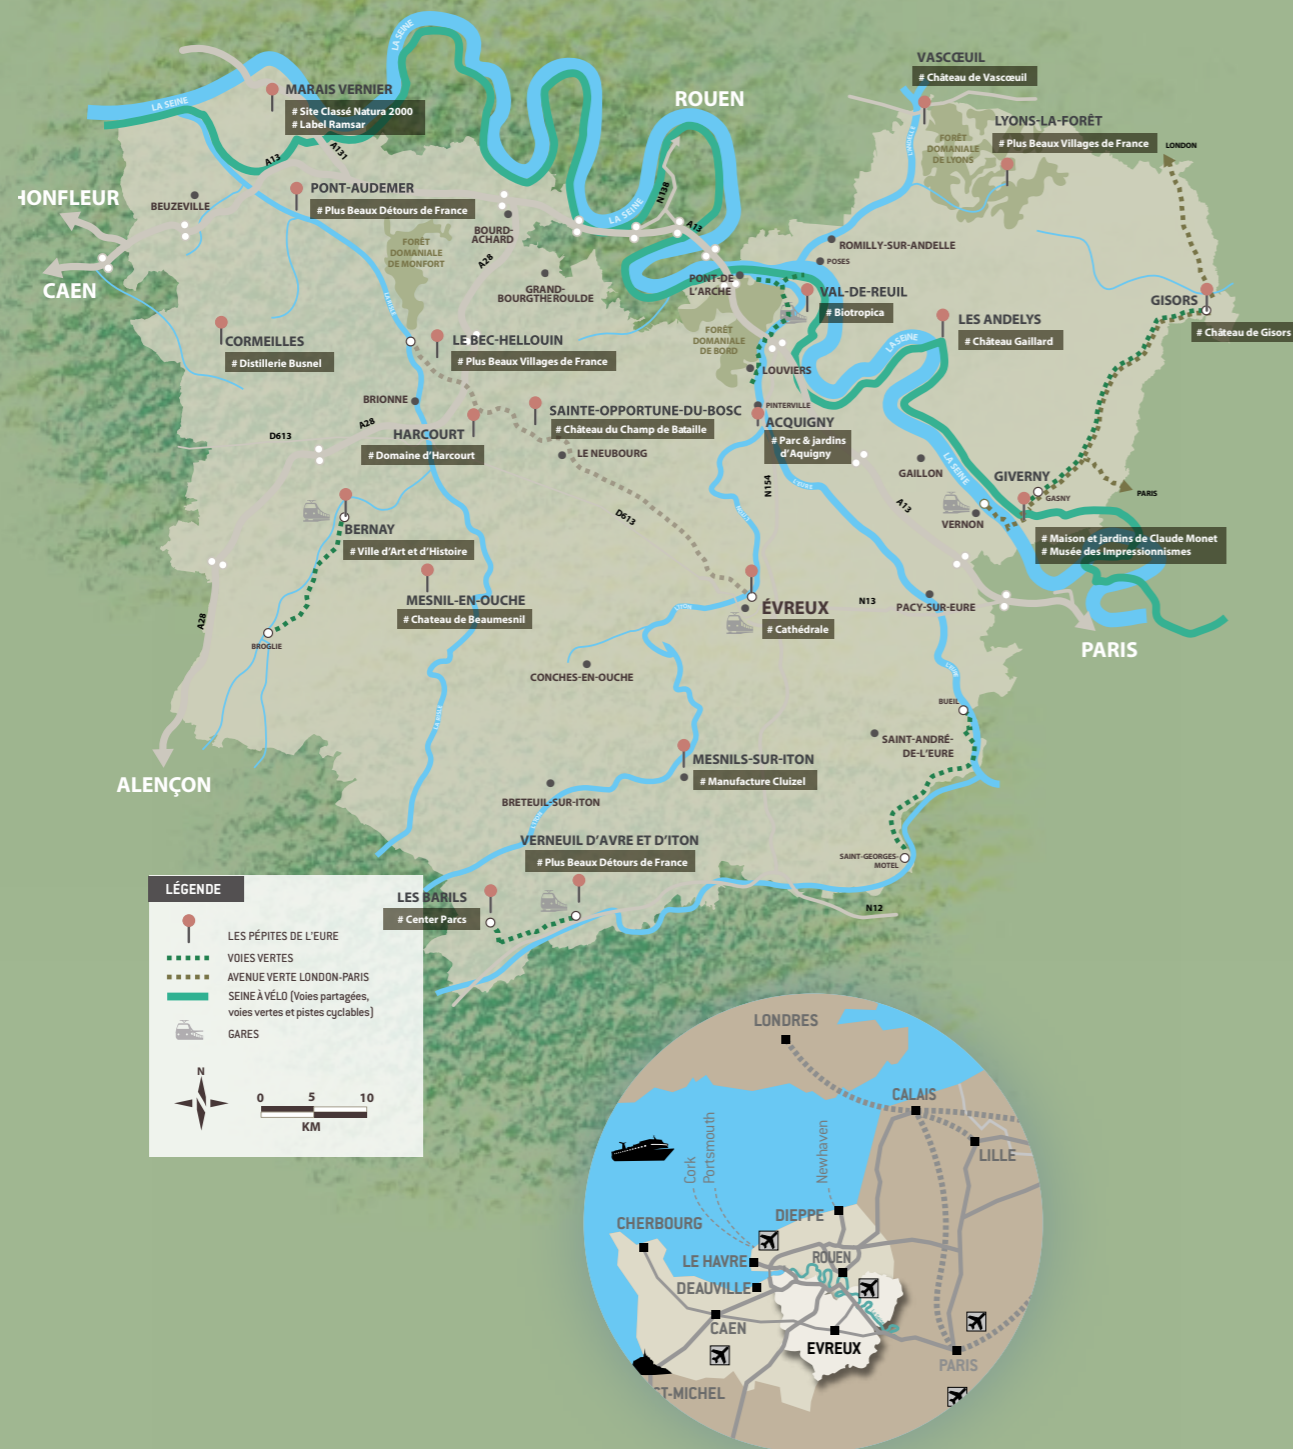 LA SEINE
VASCŒUIL
# Château de Vascœuil
MARAIS VERNIER
# Site Classé Natura 2000
# Label Ramsar
LA SEINE
ROUEN
LYONS-LA-FORÊT
# Plus Beaux Villages de France
FORÊT
DOMANIALE
DE LYONS
LONDON
A13
A131
HONFLEUR
BEUZEVILLE
PONT-AUDEMER
# Plus Beaux Détours de France
N138
LA SEINE
A13
BOURG-
ACHARD
A28
FORÊT
DOMANIALE
DE MONFORT
ROMILLY-SUR-ANDELLE
POSES
CAEN
GRAND-
BOURGTHEROULDE
PONT-DE
L'ARCHE
VAL-DE-REUIL
# Biotropica
GISORS
# Château de Gisors
LA RISLE
CORMEILLES
# Distillerie Busnel
LE BEC-HELLOUIN
# Plus Beaux Villages de France
FORÊT
DOMANIALE
DE BORD
LES ANDELYS
# Château Gaillard
LA SEINE
LOUVIERS
BRIONNE
PINTERVILLE
SAINTE-OPPORTUNE-DU-BOSC
# Château du Champ de Bataille
ACQUIGNY
# Parc & jardins
d'Aquigny
A28
D613
HARCOURT
# Domaine d'Harcourt
LE NEUBOURG
GAILLON
LA SEINE
GIVERNY
GASNY
PARIS
N154
L'EURE
A13
VERNON
# Maison et jardins de Claude Monet
# Musée des Impressionnismes
D613
BERNAY
# Ville d'Art et d'Histoire
MESNIL-EN-OUCHE
# Chateau de Beaumesnil
ÉVREUX
# Cathédrale
N13
PACY-SUR-EURE
PARIS
A28
BROGLIE
CONCHES-EN-OUCHE
BUEIL
LA RISLE
SAINT-ANDRÉ-
DE-L'EURE
MESNILS-SUR-ITON
# Manufacture Cluizel
ALENÇON
BRETEUIL-SUR-ITON
L'ITON
VERNEUIL D'AVRE ET D'ITON
# Plus Beaux Détours de France
SAINT-GEORGES-
MOTEL
LES BARILS
# Center Parcs
N12
LÉGENDE
LES PÉPITES DE L'EURE
VOIES VERTES
AVENUE VERTE LONDON-PARIS
SEINE À VÉLO (Voies partagées,
voies vertes et pistes cyclables)
GARES
N
0 5 10
KM
LONDRES
CALAIS
LILLE
Cork
Portsmouth
Newhaven
CHERBOURG
DIEPPE
LE HAVRE
ROUEN
DEAUVILLE
CAEN
EVREUX
PARIS
ST-MICHEL